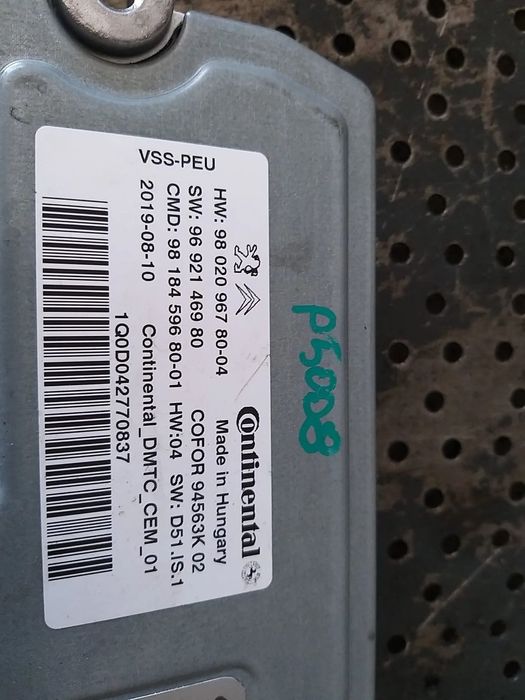 VSS-PEU
HW: 98 020 967 80-04
SW: 96 921 469 80
CMD: 98 184 596 80-01 HW:04 SW: D51.IS.1
2019-08-10 Continental_DMTC_CEM_01
1Q0D042770837
Continental
Made in Hungary
COFOR 94563K 02
P5008